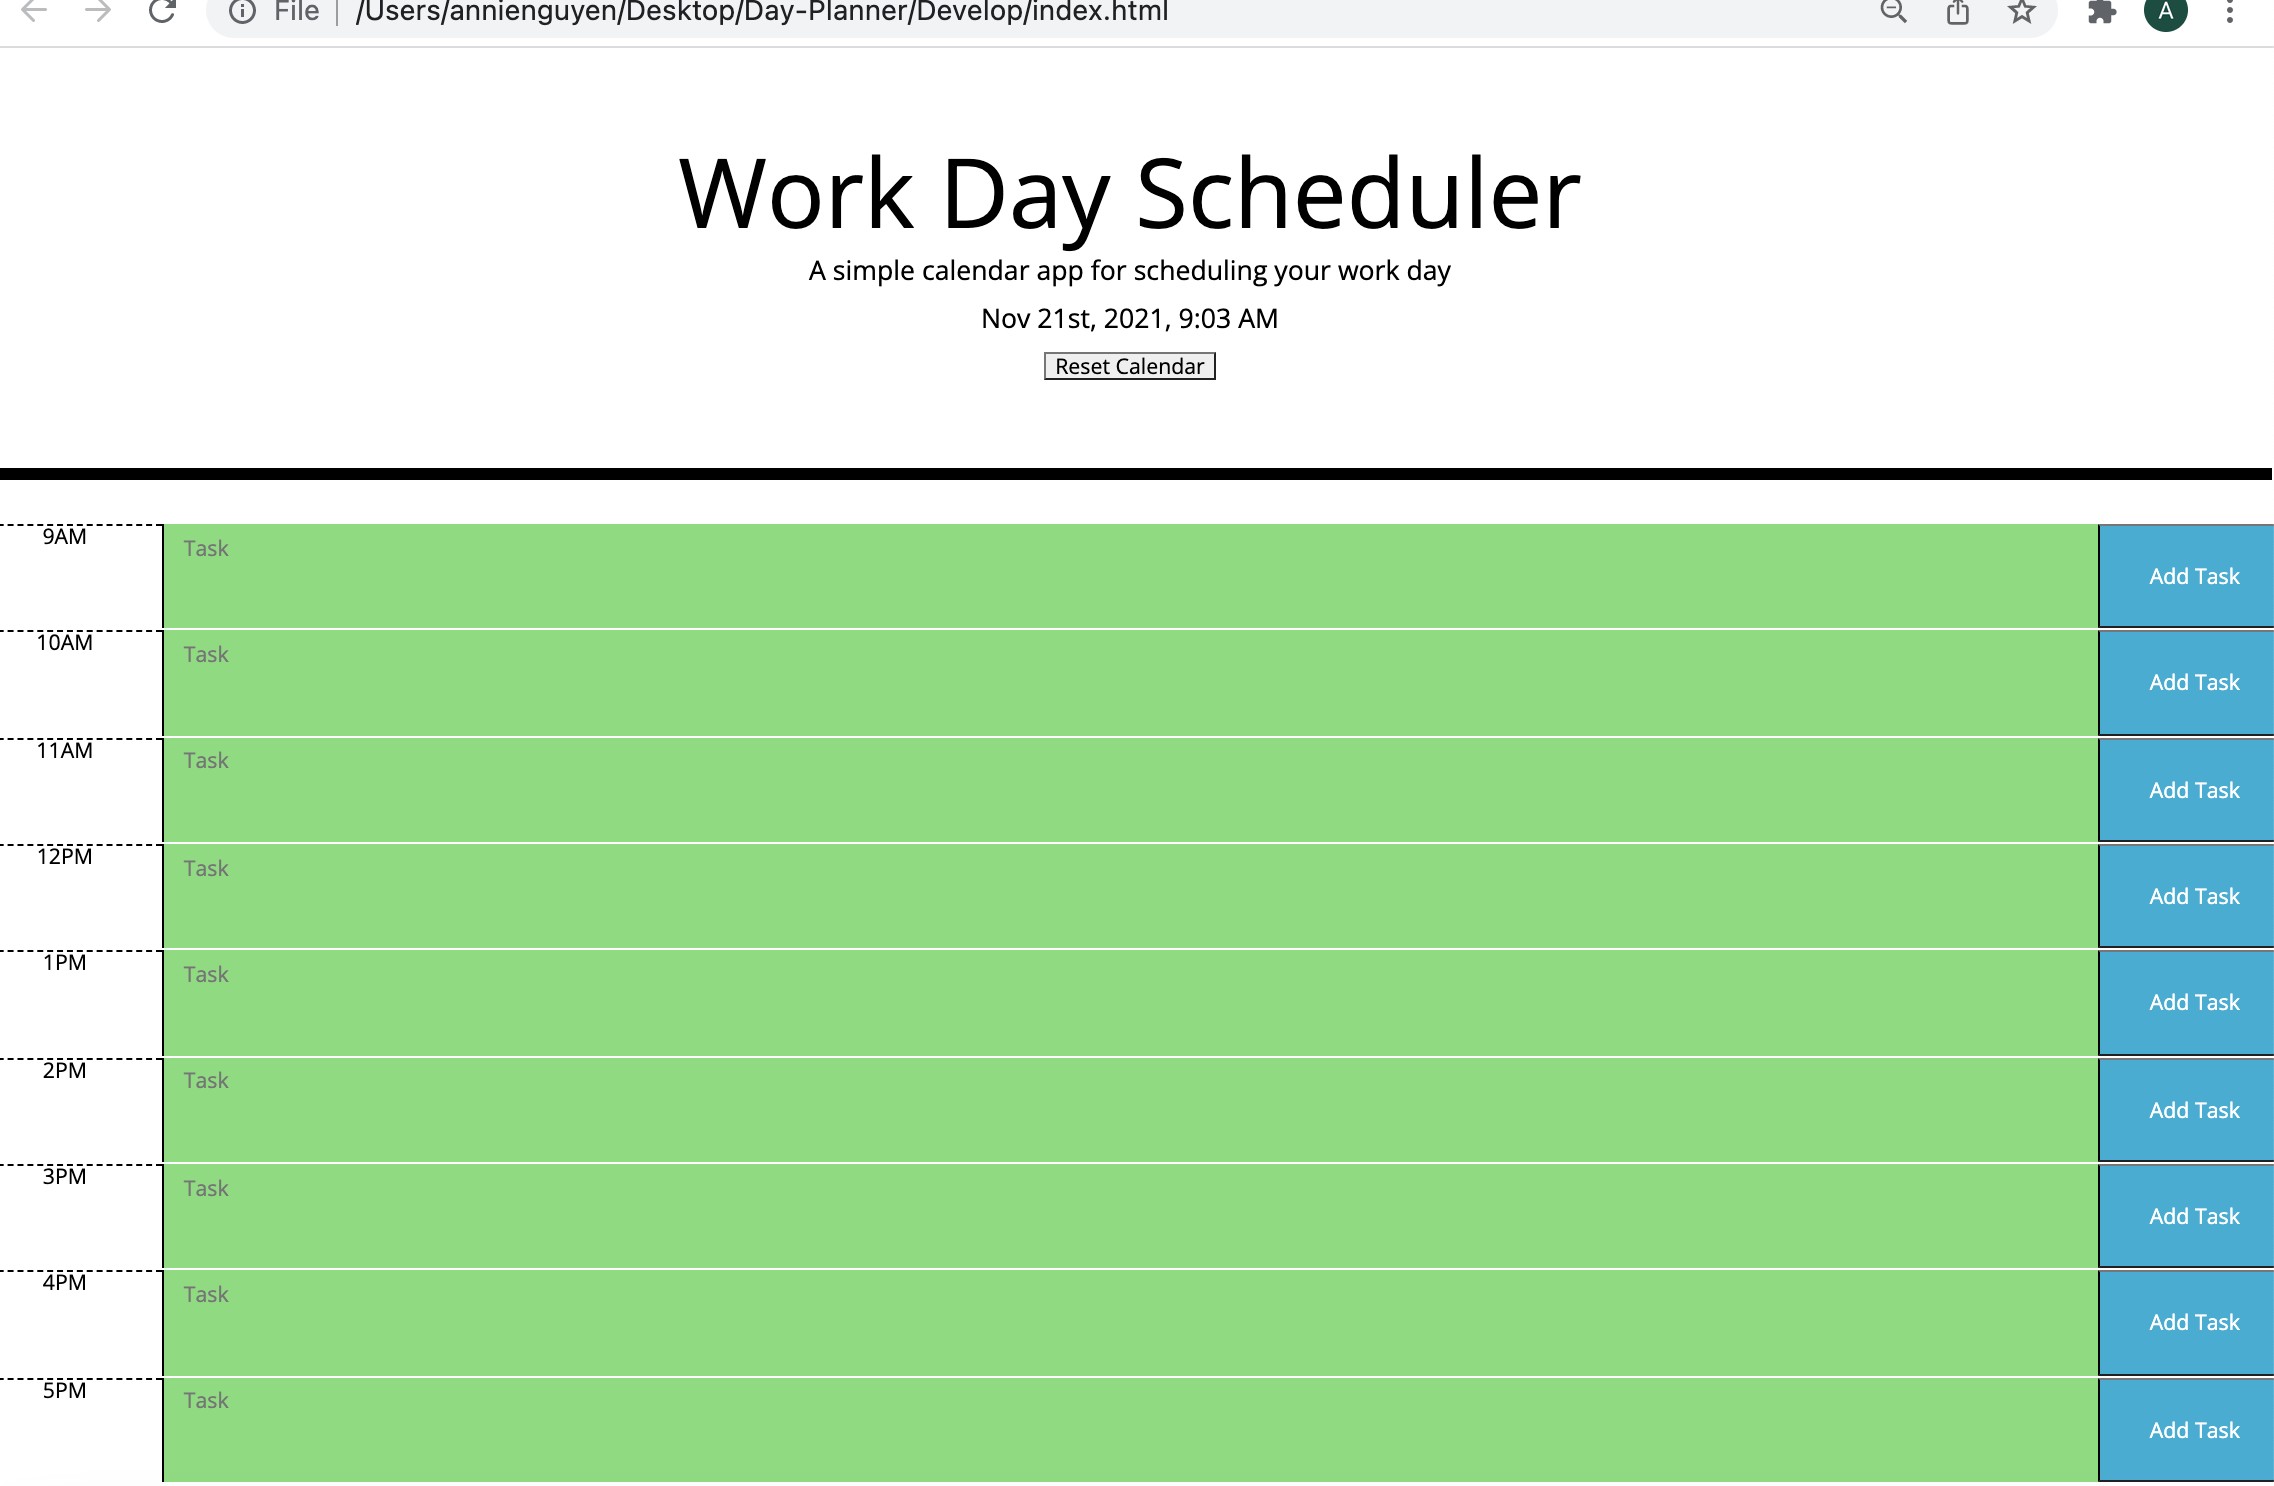 File | /Users/annienguyen/Desktop/Day-Planner/Develop/index.html A
Work Day Scheduler
A simple calendar app for scheduling your work day
Nov 21st, 2021, 9:03 AM
Reset Calendar
9AM Task Add Task
10AM Task Add Task
11AM Task Add Task
12PM Task Add Task
1PM Task Add Task
2PM Task Add Task
3PM Task Add Task
4PM Task Add Task
5PM Task Add Task